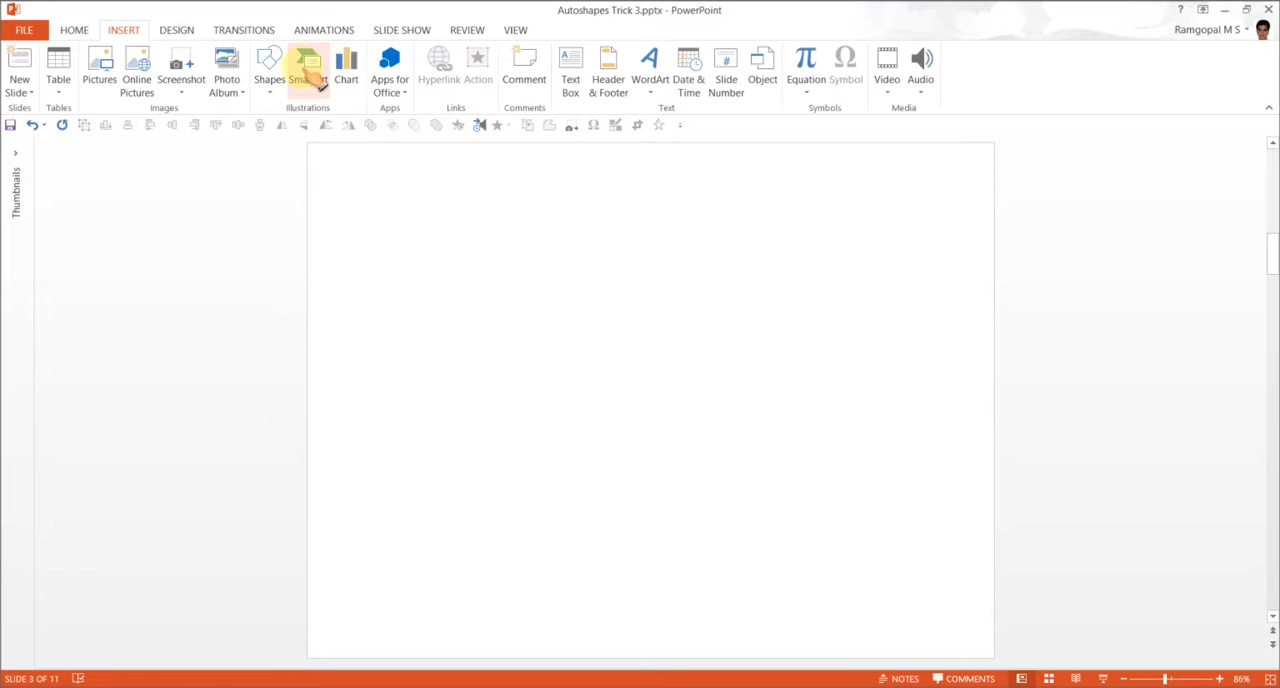 Autoshapes Trick 3.pptx - PowerPoint
FILE HOME INSERT DESIGN TRANSITIONS ANIMATIONS SLIDE SHOW REVIEW VIEW Ramgopal M S
New Slide Table Pictures Online Pictures Screenshot Photo Album Shapes Chart Apps for Office Hyperlink Action Comment Text Box Header & Footer WordArt Date & Time Slide Number Object Equation Symbol Video Audio
Slides Tables Images Illustrations Apps Links Comments Text Symbols Media
Thumbnails
SLIDE 3 OF 11 NOTES COMMENTS 86%